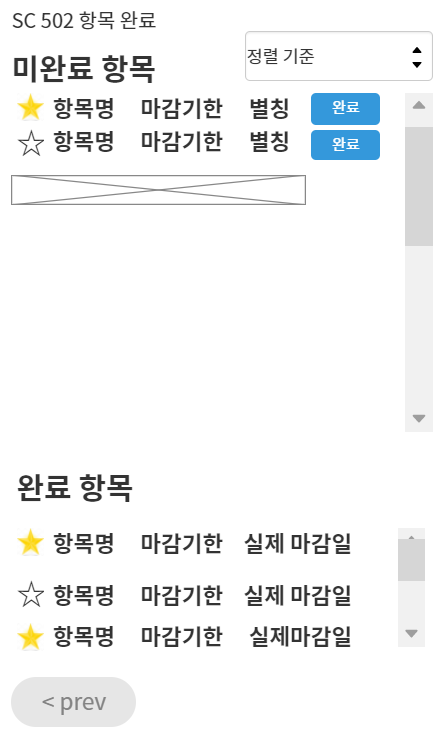 SC 502 항목 완료
정렬 기준
미완료 항목
항목명 마감기한 별칭 완료
항목명 마감기한 별칭 완료
완료 항목
항목명 마감기한 실제 마감일
항목명 마감기한 실제 마감일
항목명 마감기한 실제마감일
< prev